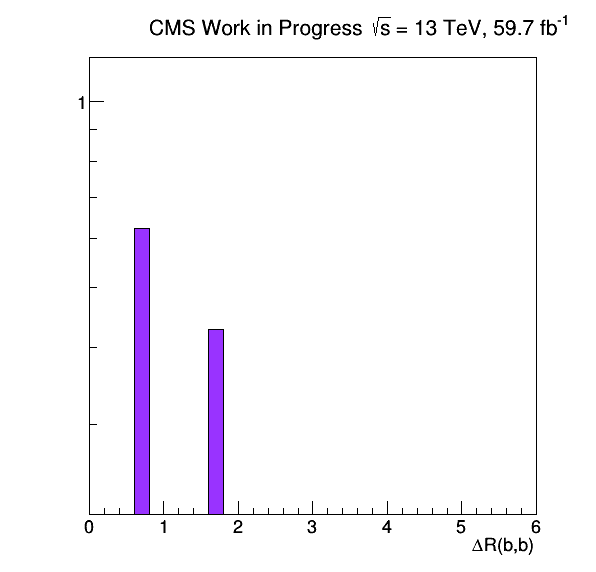 CMS Work in Progress √s = 13 TeV, 59.7 fb⁻¹
1
0 1 2 3 4 5 6
ΔR(b,b)